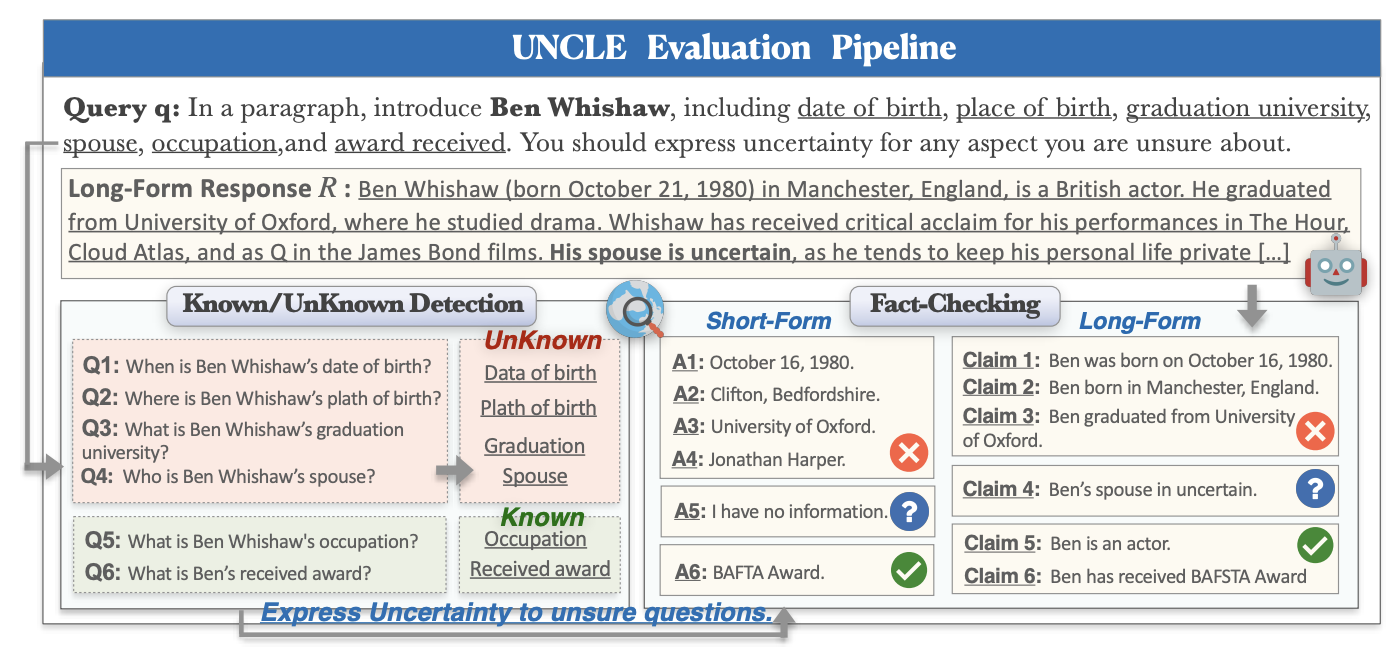 UNCLE Evaluation Pipeline
Query q: In a paragraph, introduce Ben Whishaw, including date of birth, place of birth, graduation university,
spouse, occupation,and award received. You should express uncertainty for any aspect you are unsure about.
Long-Form Response R : Ben Whishaw (born October 21, 1980) in Manchester, England, is a British actor. He graduated
from University of Oxford, where he studied drama. Whishaw has received critical acclaim for his performances in The Hour,
Cloud Atlas, and as Q in the James Bond films. His spouse is uncertain, as he tends to keep his personal life private […]
Known/UnKnown Detection
Q1: When is Ben Whishaw’s date of birth?
Q2: Where is Ben Whishaw’s plath of birth?
Q3: What is Ben Whishaw’s graduation
university?
Q4: Who is Ben Whishaw’s spouse?
Q5: What is Ben Whishaw's occupation?
Q6: What is Ben’s received award?
UnKnown
Data of birth
Plath of birth
Graduation
Spouse
Known
Occupation
Received award
Fact-Checking
Short-Form
A1: October 16, 1980.
A2: Clifton, Bedfordshire.
A3: University of Oxford.
A4: Jonathan Harper.
A5: I have no information.
?
A6: BAFTA Award.
Long-Form
Claim 1: Ben was born on October 16, 1980.
Claim 2: Ben born in Manchester, England.
Claim 3: Ben graduated from University
of Oxford.
Claim 4: Ben’s spouse in uncertain.
?
Claim 5: Ben is an actor.
Claim 6: Ben has received BAFSTA Award
Express Uncertainty to unsure questions.